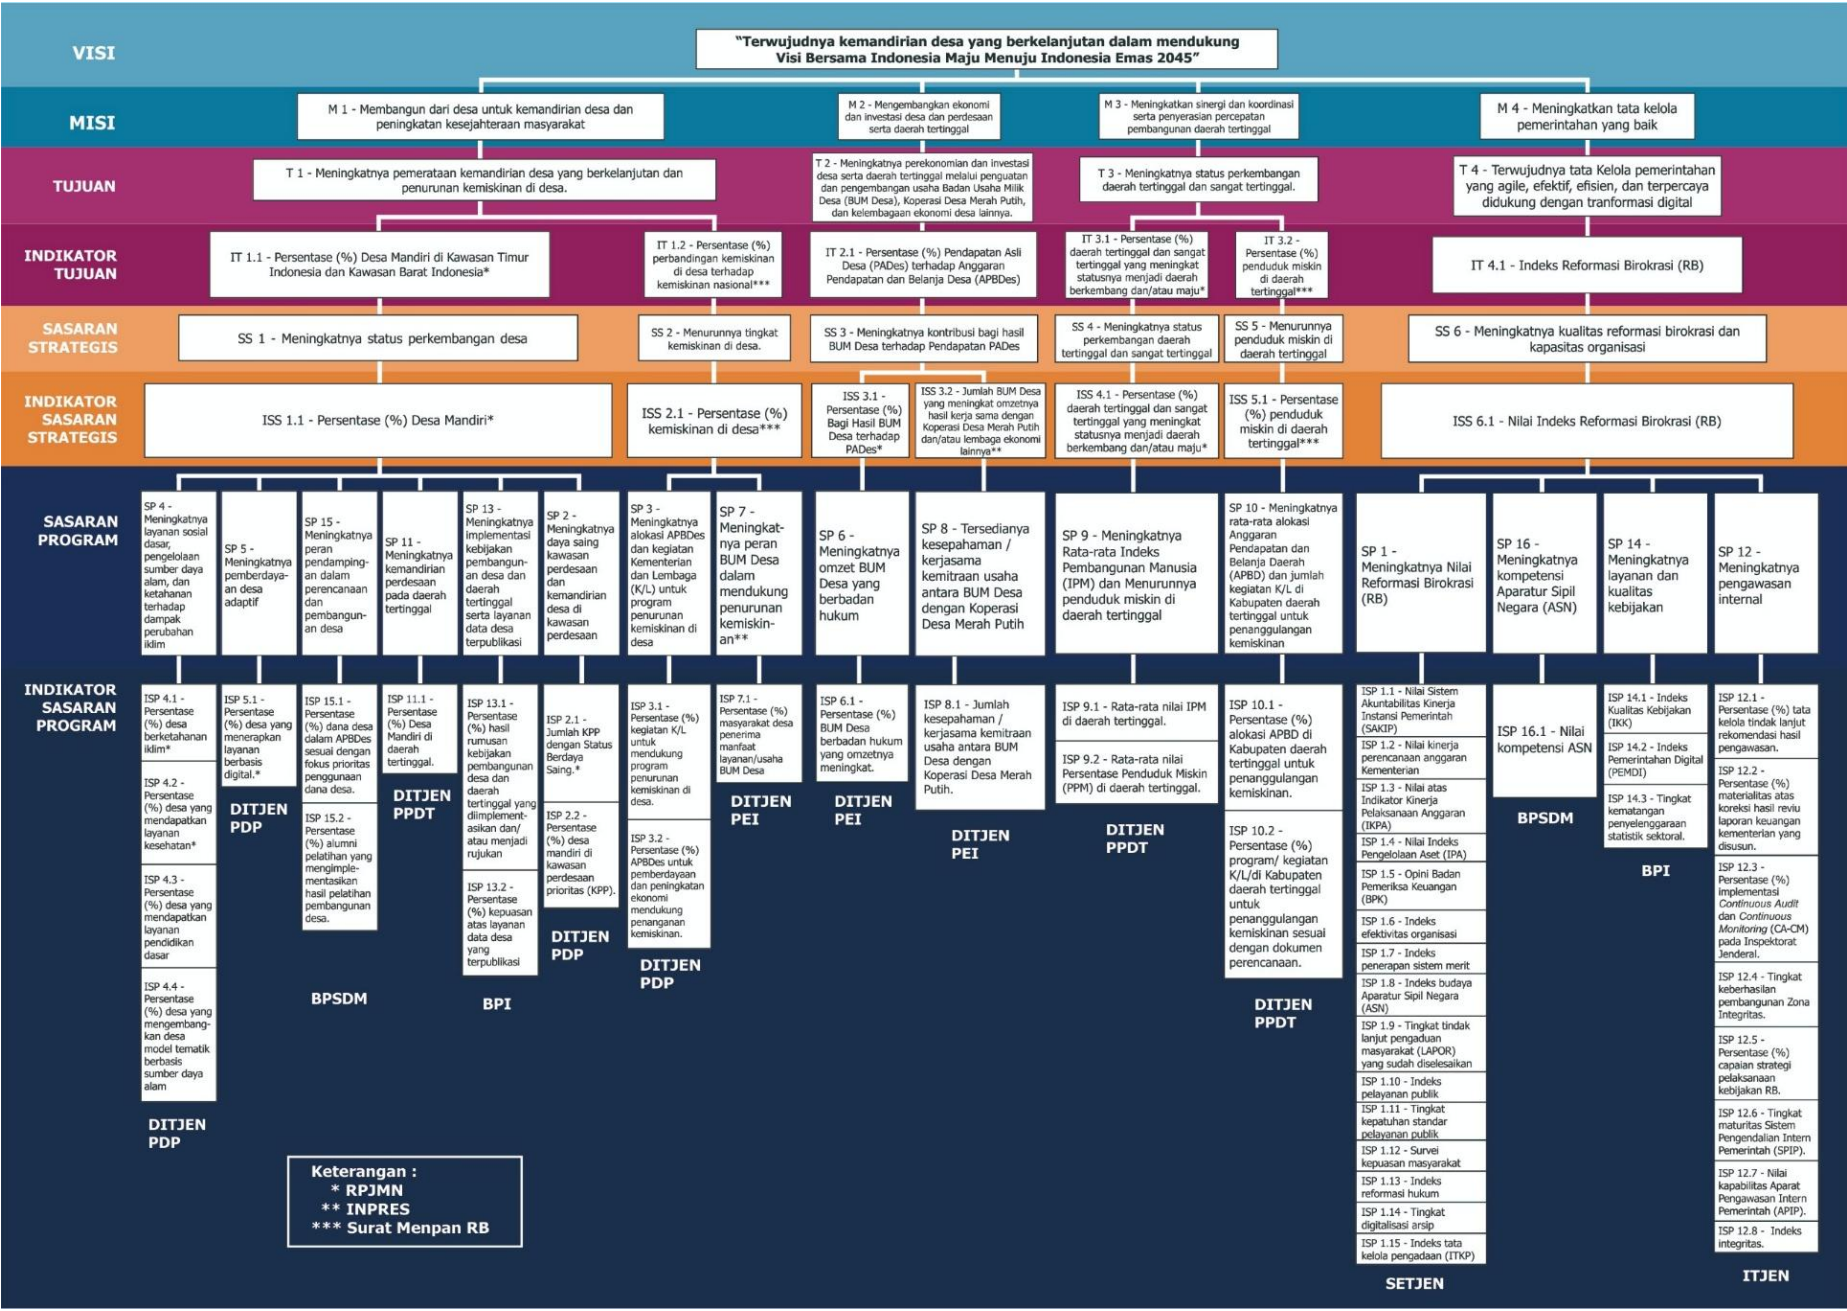 VISI
"Terwujudnya kemandirian desa yang berkelanjutan dalam mendukung
Visi Bersama Indonesia Maju Menuju Indonesia Emas 2045"
MISI
M 1 - Membangun dari desa untuk kemandirian desa dan
peningkatan kesejahteraan masyarakat
M 2 - Mengembangkan ekonomi
dan investasi desa dan perdesaan
serta daerah tertinggal
M 3 - Meningkatkan sinergi dan koordinasi
serta penyerasian percepatan
pembangunan daerah tertinggal
M 4 - Meningkatkan tata kelola
pemerintahan yang baik
TUJUAN
T 1 - Meningkatnya pemerataan kemandirian desa yang berkelanjutan dan
penurunan kemiskinan di desa.
T 2 - Meningkatnya perekonomian dan investasi
desa serta daerah tertinggal melalui penguatan
dan pengembangan usaha Badan Usaha Milik
Desa (BUM Desa), Koperasi Desa Merah Putih,
dan kelembagaan ekonomi desa lainnya.
T 3 - Meningkatnya status perkembangan
daerah tertinggal dan sangat tertinggal.
T 4 - Terwujudnya tata Kelola pemerintahan
yang agile, efektif, efisien, dan terpercaya
didukung dengan tranformasi digital
INDIKATOR
TUJUAN
IT 1.1 - Persentase (%) Desa Mandiri di Kawasan Timur
Indonesia dan Kawasan Barat Indonesia*
IT 1.2 - Persentase (%)
perbandingan kemiskinan
di desa terhadap
kemiskinan nasional***
IT 2.1 - Persentase (%) Pendapatan Asli
Desa (PADes) terhadap Anggaran
Pendapatan dan Belanja Desa (APBDes)
IT 3.1 - Persentase (%)
daerah tertinggal dan sangat
tertinggal yang meningkat
statusnya menjadi daerah
berkembang dan/atau maju*
IT 3.2 -
Persentase (%)
penduduk miskin
di daerah
tertinggal***
IT 4.1 - Indeks Reformasi Birokrasi (RB)
SASARAN
STRATEGIS
SS 1 - Meningkatnya status perkembangan desa
SS 2 - Menurunnya tingkat
kemiskinan di desa.
SS 3 - Meningkatnya kontribusi bagi hasil
BUM Desa terhadap Pendapatan PADes
SS 4 - Meningkatnya status
perkembangan daerah
tertinggal dan sangat tertinggal
SS 5 - Menurunnya
penduduk miskin di
daerah tertinggal
SS 6 - Meningkatnya kualitas reformasi birokrasi dan
kapasitas organisasi
INDIKATOR
SASARAN
STRATEGIS
ISS 1.1 - Persentase (%) Desa Mandiri*
ISS 2.1 - Persentase (%)
kemiskinan di desa***
ISS 3.1 -
Persentase (%)
Bagi Hasil BUM
Desa terhadap
PADes*
ISS 3.2 - Jumlah BUM Desa
yang meningkat omzetnya
hasil kerja sama dengan
Koperasi Desa Merah Putih
dan/atau lembaga ekonomi
lainnya**
ISS 4.1 - Persentase (%)
daerah tertinggal dan sangat
tertinggal yang meningkat
statusnya menjadi daerah
berkembang dan/atau maju*
ISS 5.1 - Persentase
(%) penduduk
miskin di daerah
tertinggal***
ISS 6.1 - Nilai Indeks Reformasi Birokrasi (RB)
SASARAN
PROGRAM
SP 4 -
Meningkatnya
layanan sosial
dasar,
pengelolaan
sumber daya
alam, dan
ketahanan
terhadap
dampak
perubahan
iklim
SP 5 -
Meningkatnya
pemberdaya-
an desa
adaptif
SP 15 -
Meningkatnya
peran
pendamping-
an dalam
perencanaan
dan
pembangun-
an desa
SP 11 -
Meningkatnya
kemandirian
perdesaan
pada daerah
tertinggal
SP 13 -
Meningkatnya
implementasi
kebijakan
pembangun-
an desa dan
daerah
tertinggal
serta layanan
data desa
terpublikasi
SP 2 -
Meningkatnya
daya saing
kawasan
perdesaan
dan
kemandirian
desa di
kawasan
perdesaan
SP 3 -
Meningkatnya
alokasi APBDes
dan kegiatan
Kementerian
dan Lembaga
(K/L) untuk
program
penurunan
kemiskinan di
desa
SP 7 -
Meningkat-
nya peran
BUM Desa
dalam
mendukung
penurunan
kemiskin-
an**
SP 6 -
Meningkatnya
omzet BUM
Desa yang
berbadan
hukum
SP 8 - Tersedianya
kesepahaman /
kerjasama
kemitraan usaha
antara BUM Desa
dengan Koperasi
Desa Merah Putih
SP 9 - Meningkatnya
Rata-rata Indeks
Pembangunan Manusia
(IPM) dan Menurunnya
penduduk miskin di
daerah tertinggal
SP 10 - Meningkatnya
rata-rata alokasi
Anggaran
Pendapatan dan
Belanja Daerah
(APBD) dan jumlah
kegiatan K/L di
Kabupaten daerah
tertinggal untuk
penanggulangan
kemiskinan
SP 1 -
Meningkatnya Nilai
Reformasi Birokrasi
(RB)
SP 16 -
Meningkatnya
kompetensi
Aparatur Sipil
Negara (ASN)
SP 14 -
Meningkatnya
layanan dan
kualitas
kebijakan
SP 12 -
Meningkatnya
pengawasan
internal
INDIKATOR
SASARAN
PROGRAM
ISP 4.1 -
Persentase
(%) desa
berketahanan
iklim*
ISP 4.2 -
Persentase
(%) desa yang
mendapatkan
layanan
kesehatan*
ISP 4.3 -
Persentase
(%) desa yang
mendapatkan
layanan
pendidikan
dasar
ISP 4.4 -
Persentase
(%) desa yang
mengembang-
kan desa
model tematik
berbasis
sumber daya
alam
DITJEN
PDP
ISP 5.1 -
Persentase
(%) desa yang
menerapkan
layanan
berbasis
digital.*
DITJEN
PDP
ISP 15.1 -
Persentase
(%) dana desa
dalam APBDes
sesuai dengan
fokus prioritas
penggunaan
dana desa.
ISP 15.2 -
Persentase
(%) alumni
pelatihan yang
mengimple-
mentasikan
hasil pelatihan
pembangunan
desa.
BPSDM
ISP 11.1 -
Persentase
(%) Desa
Mandiri di
daerah
tertinggal.
DITJEN
PPDT
ISP 13.1 -
Persentase
(%) hasil
rumusan
kebijakan
pembangunan
desa dan
daerah
tertinggal yang
diimplement-
asikan dan/
atau menjadi
rujukan
ISP 13.2 -
Persentase
(%) kepuasan
atas layanan
data desa
yang
terpublikasi
BPI
ISP 2.1 -
Jumlah KPP
dengan Status
Berdaya
Saing.*
ISP 2.2 -
Persentase
(%) desa
mandiri di
kawasan
perdesaan
prioritas (KPP).
DITJEN
PDP
ISP 3.1 -
Persentase (%)
kegiatan K/L
untuk
mendukung
program
penurunan
kemiskinan di
desa.
ISP 3.2 -
Persentase (%)
APBDes untuk
pemberdayaan
dan peningkatan
ekonomi
mendukung
penanganan
kemiskinan.
DITJEN
PDP
ISP 7.1 -
Persentase (%)
masyarakat desa
penerima
manfaat
layanan/usaha
BUM Desa
DITJEN
PEI
ISP 6.1 -
Persentase (%)
BUM Desa
berbadan hukum
yang omzetnya
meningkat.
DITJEN
PEI
ISP 8.1 - Jumlah
kesepahaman /
kerjasama kemitraan
usaha antara BUM
Desa dengan
Koperasi Desa Merah
Putih.
DITJEN
PEI
ISP 9.1 - Rata-rata nilai IPM
di daerah tertinggal.
ISP 9.2 - Rata-rata nilai
Persentase Penduduk Miskin
(PPM) di daerah tertinggal.
DITJEN
PPDT
ISP 10.1 -
Persentase (%)
alokasi APBD di
Kabupaten daerah
tertinggal untuk
penanggulangan
kemiskinan.
ISP 10.2 -
Persentase (%)
program/ kegiatan
K/L/di Kabupaten
daerah tertinggal
untuk
penanggulangan
kemiskinan sesuai
dengan dokumen
perencanaan.
DITJEN
PPDT
ISP 1.1 - Nilai Sistem
Akuntabilitas Kinerja
Instansi Pemerintah
(SAKIP)
ISP 1.2 - Nilai kinerja
perencanaan anggaran
Kementerian
ISP 1.3 - Nilai atas
Indikator Kinerja
Pelaksanaan Anggaran
(IKPA)
ISP 1.4 - Nilai Indeks
Pengelolaan Aset (IPA)
ISP 1.5 - Opini Badan
Pemeriksa Keuangan
(BPK)
ISP 1.6 - Indeks
efektivitas organisasi
ISP 1.7 - Indeks
penerapan sistem merit
ISP 1.8 - Indeks budaya
Aparatur Sipil Negara
(ASN)
ISP 1.9 - Tingkat tindak
lanjut pengaduan
masyarakat (LAPOR)
yang sudah diselesaikan
ISP 1.10 - Indeks
pelayanan publik
ISP 1.11 - Tingkat
kepatuhan standar
pelayanan publik
ISP 1.12 - Survei
kepuasan masyarakat
ISP 1.13 - Indeks
reformasi hukum
ISP 1.14 - Tingkat
digitalisasi arsip
ISP 1.15 - Indeks tata
kelola pengadaan (ITKP)
SETJEN
ISP 16.1 - Nilai
kompetensi ASN
BPSDM
ISP 14.1 - Indeks
Kualitas Kebijakan
(IKK)
ISP 14.2 - Indeks
Pemerintahan Digital
(PEMDI)
ISP 14.3 - Tingkat
kematangan
penyelenggaraan
statistik sektoral.
BPI
ISP 12.1 -
Persentase (%) tata
kelola tindak lanjut
rekomendasi hasil
pengawasan.
ISP 12.2 -
Persentase (%)
materialitas atas
koreksi hasil reviu
laporan keuangan
kementerian yang
disusun.
ISP 12.3 -
Persentase (%)
implementasi
Continuous Audit
dan Continuous
Monitoring (CA-CM)
pada Inspektorat
Jenderal.
ISP 12.4 - Tingkat
keberhasilan
pembangunan Zona
Integritas.
ISP 12.5 -
Persentase (%)
capaian strategi
pelaksanaan
kebijakan RB.
ISP 12.6 - Tingkat
maturitas Sistem
Pengendalian Intern
Pemerintah (SPIP).
ISP 12.7 - Nilai
kapabilitas Aparat
Pengawasan Intern
Pemerintah (APIP).
ISP 12.8 - Indeks
integritas.
ITJEN
Keterangan :
* RPJMN
** INPRES
*** Surat Menpan RB